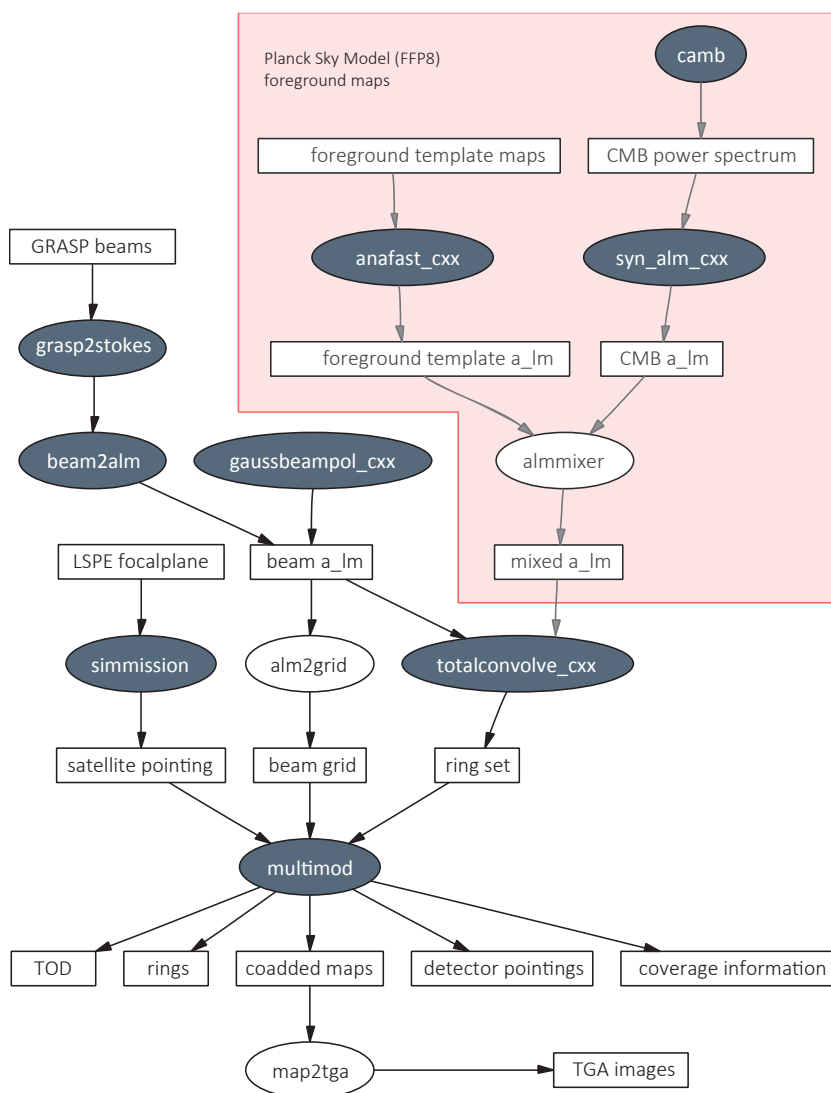 camb
Planck Sky Model (FFP8)
foreground maps
foreground template maps
CMB power spectrum
GRASP beams
anafast_cxx
syn_alm_cxx
grasp2stokes
foreground template a_lm
CMB a_lm
beam2alm
gaussbeampol_cxx
almmixer
LSPE focalplane
beam a_lm
mixed a_lm
simmission
alm2grid
totalconvolve_cxx
satellite pointing
beam grid
ring set
multimod
TOD
rings
coadded maps
detector pointings
coverage information
map2tga
TGA images